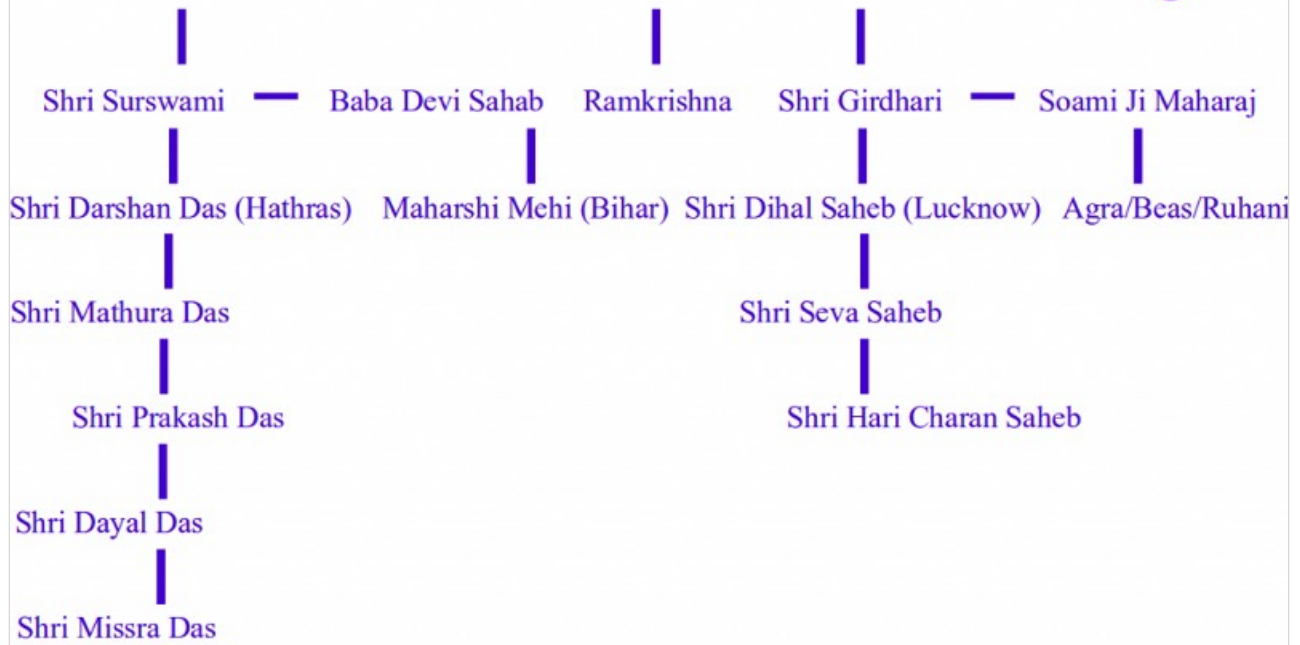 Shri Surswami Baba Devi Sahab Ramkrishna Shri Girdhari Soami Ji Maharaj
Shri Darshan Das (Hathras) Maharshi Mehi (Bihar) Shri Dihal Saheb (Lucknow) Agra/Beas/Ruhani
Shri Mathura Das Shri Seva Saheb
Shri Prakash Das Shri Hari Charan Saheb
Shri Dayal Das
Shri Missra Das